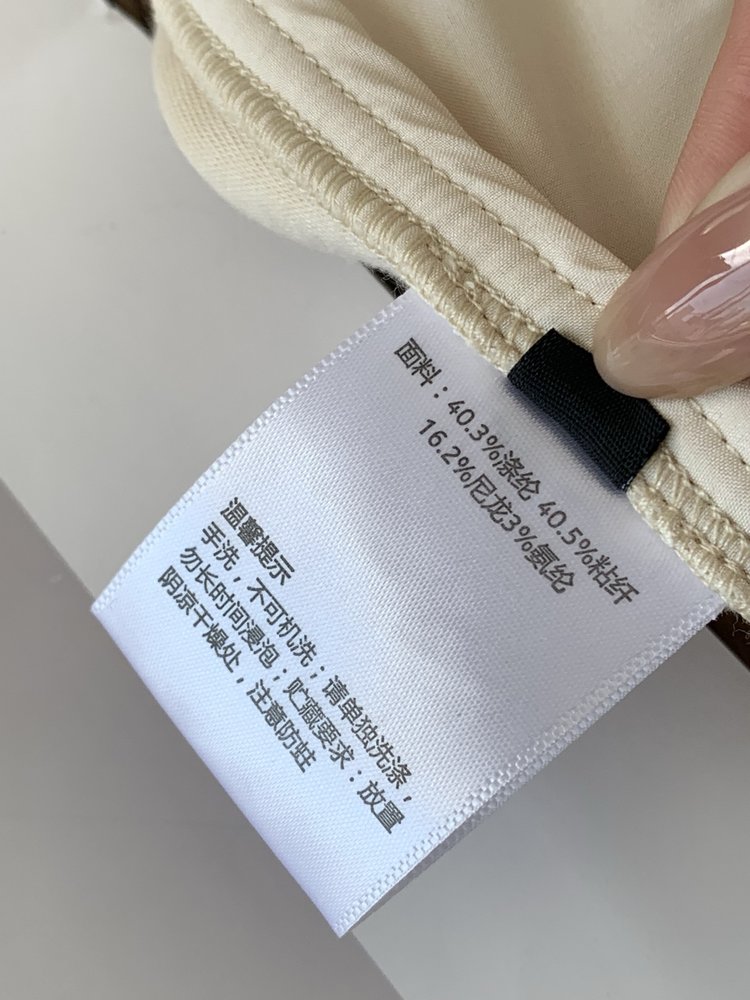 面料：40.3%涤纶 40.5%粘纤
16.2%尼龙3%氨纶
温馨提示
手洗，不可机洗；请单独洗涤，
勿长时间浸泡；贮藏要求：放置
阴凉干燥处，注意防蛀